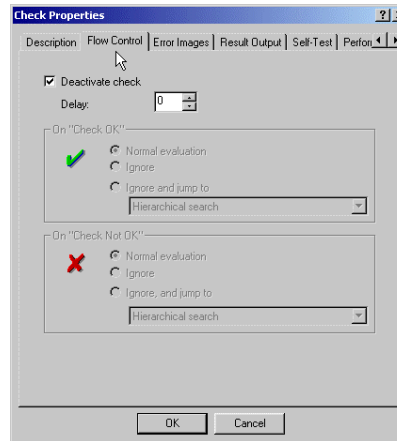 Check Properties
Description Flow Control Error Images Result Output Self-Test
Deactivate check
Delay: 0
On "Check OK"
Normal evaluation
Ignore
Ignore and jump to
Hierarchical search
On "Check Not OK"
Normal evaluation
Ignore
Ignore, and jump to
Hierarchical search
OK Cancel